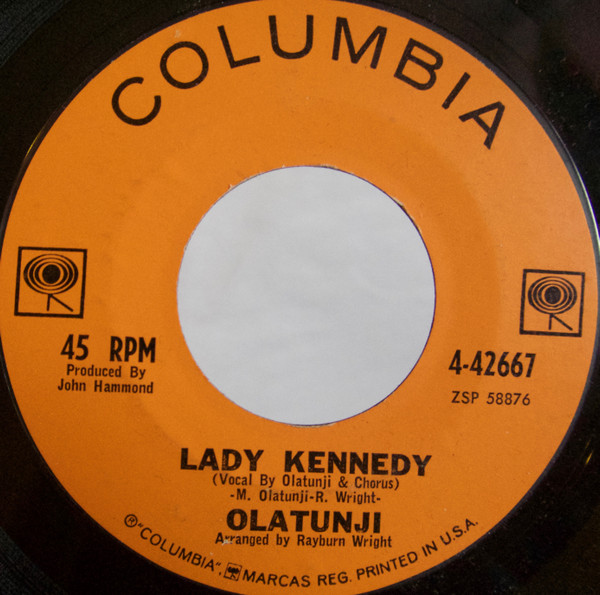 COLUMBIA
45 RPM
Produced By
John Hammond
4-42667
ZSP 58876
LADY KENNEDY
(Vocal By Olatunji & Chorus)
-M. Olatunji-R. Wright-
OLATUNJI
Arranged by Rayburn Wright
®"COLUMBIA", MARCAS REG. PRINTED IN U.S.A.